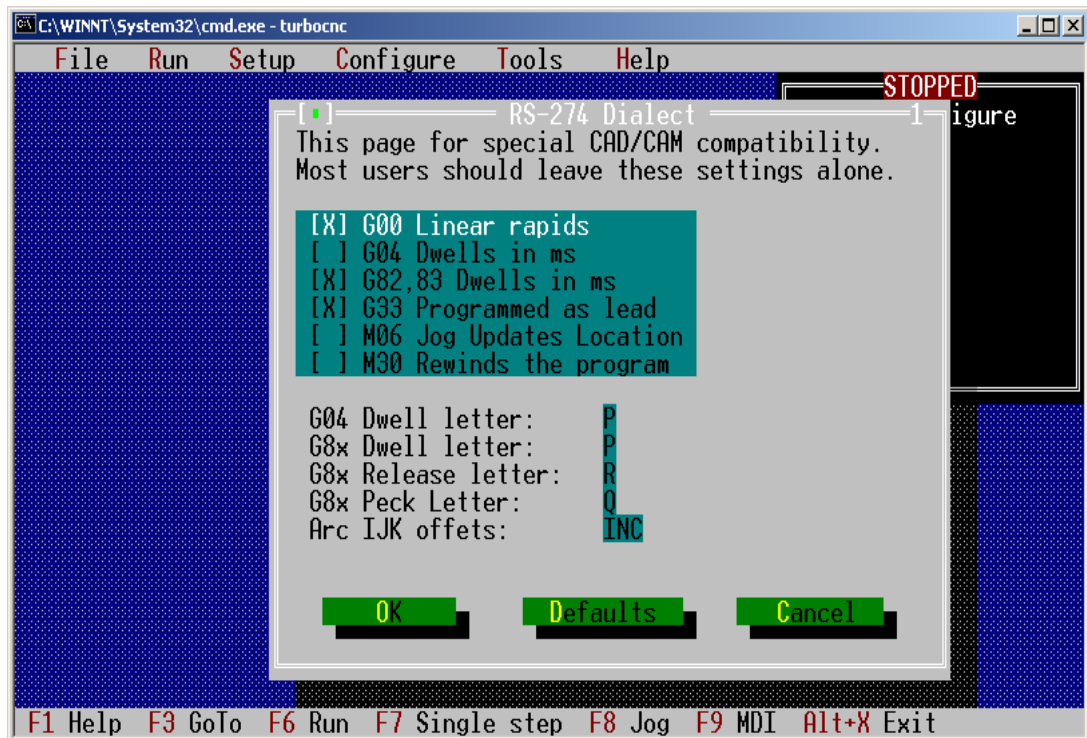 C:\WINNT\System32\cmd.exe - turbocnc
File Run Setup Configure Tools Help
STOPPED
[▪] RS-274 Dialect 1
igure
This page for special CAD/CAM compatibility.
Most users should leave these settings alone.
[X] G00 Linear rapids
[ ] G04 Dwells in ms
[X] G82,83 Dwells in ms
[X] G33 Programmed as lead
[ ] M06 Jog Updates Location
[ ] M30 Rewinds the program
G04 Dwell letter: P
G8x Dwell letter: P
G8x Release letter: R
G8x Peck Letter: Q
Arc IJK offets: INC
OK Defaults Cancel
F1 Help F3 GoTo F6 Run F7 Single step F8 Jog F9 MDI Alt+X Exit